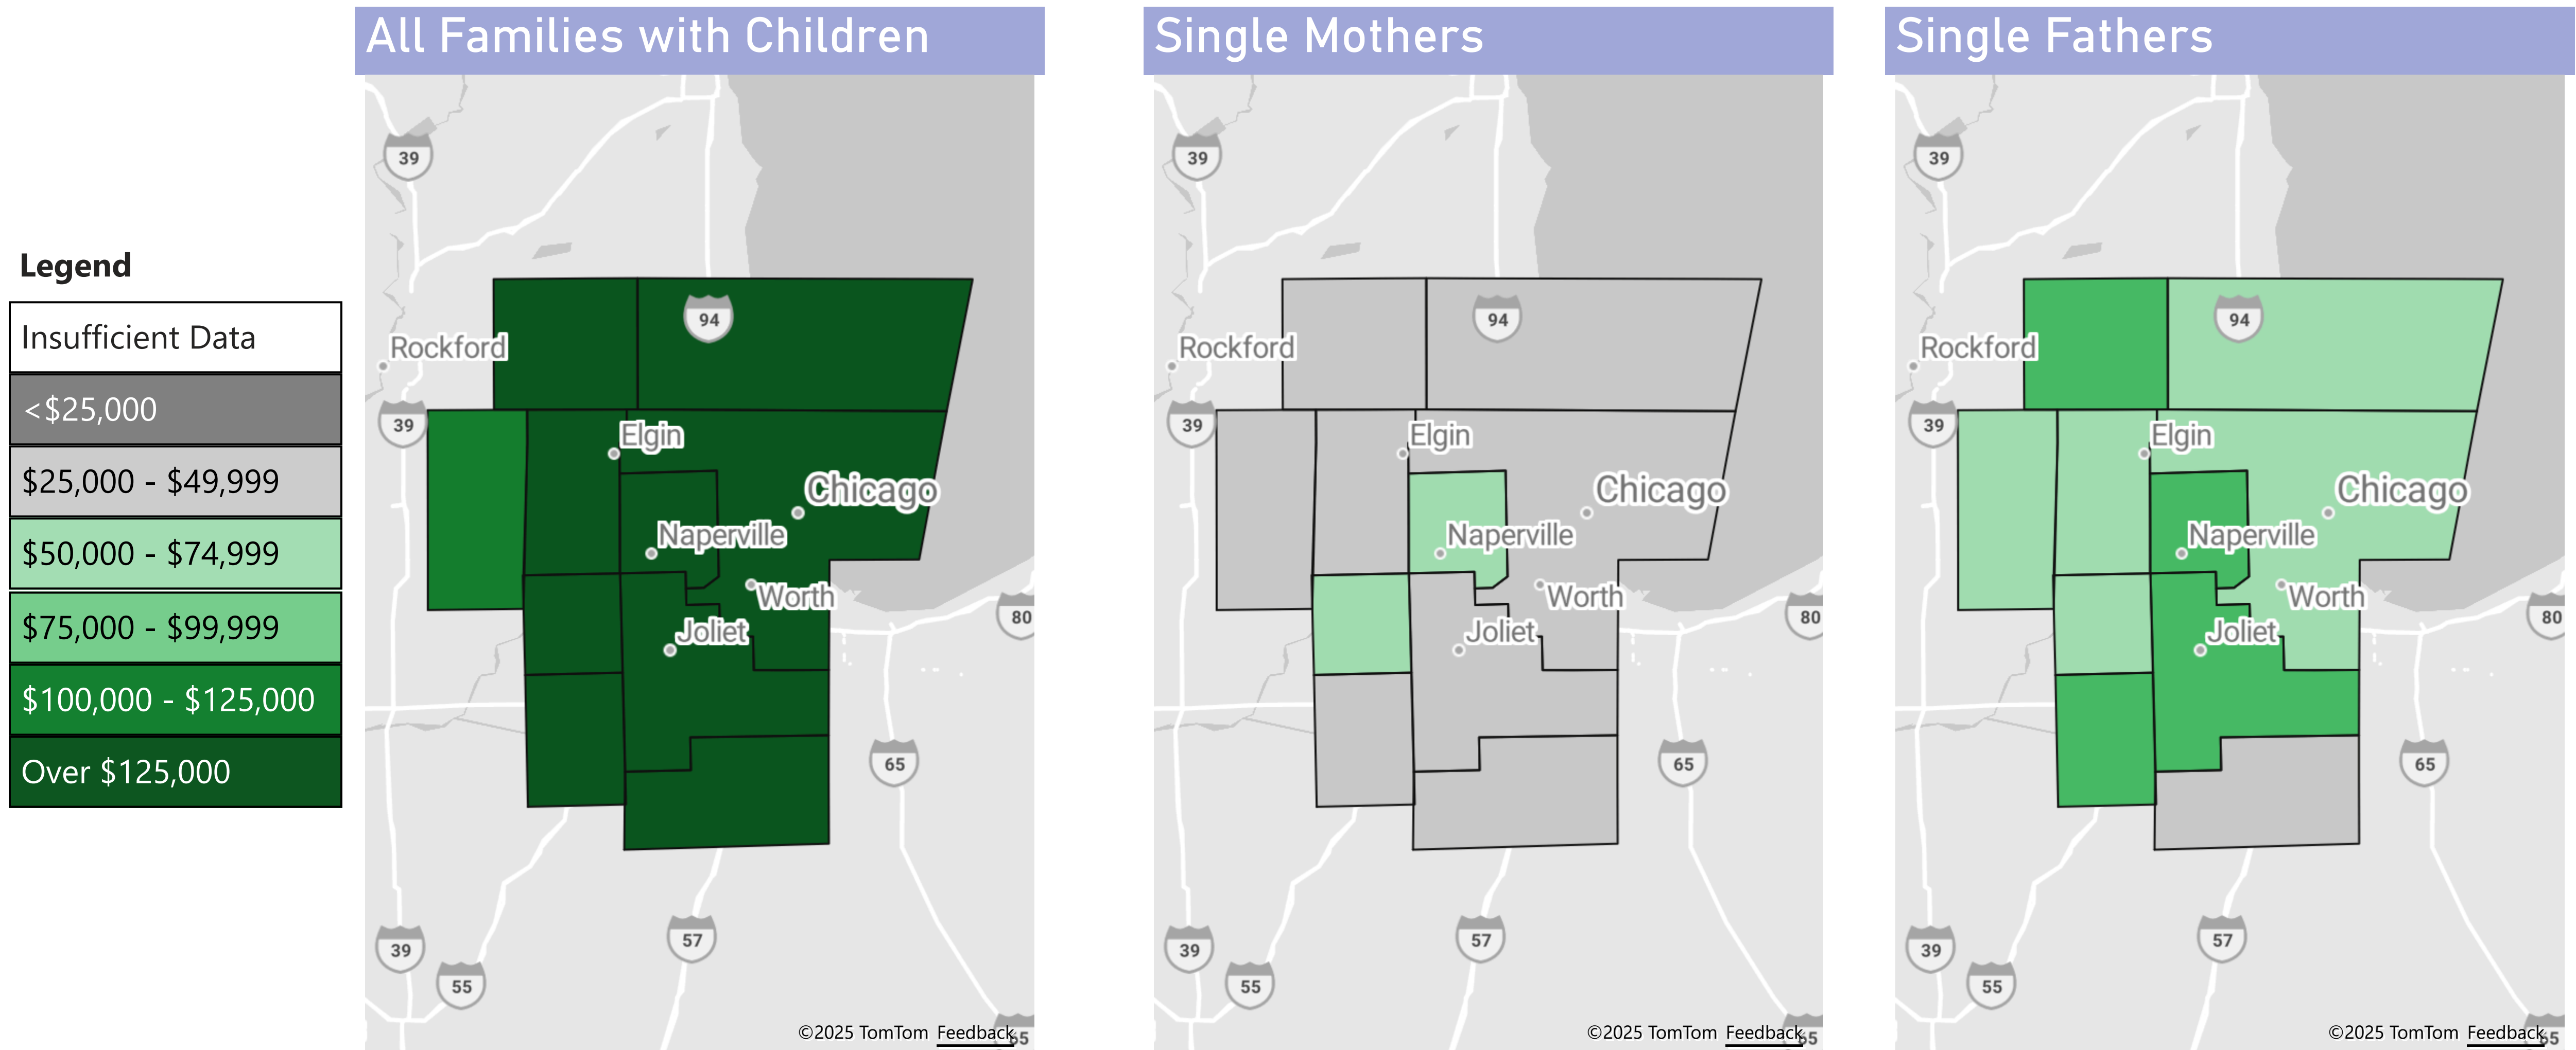 All Families with Children
Single Mothers
Single Fathers
Legend
Insufficient Data
<$25,000
$25,000 - $49,999
$50,000 - $74,999
$75,000 - $99,999
$100,000 - $125,000
Over $125,000
39
94
Rockford
39
Elgin
Chicago
Naperville
Worth
Joliet
80
65
57
39
55
65
©2025 TomTom Feedback
39
94
Rockford
39
Elgin
Chicago
Naperville
Worth
Joliet
80
65
57
39
55
65
©2025 TomTom Feedback
39
94
Rockford
39
Elgin
Chicago
Naperville
Worth
Joliet
80
65
57
39
55
65
©2025 TomTom Feedback